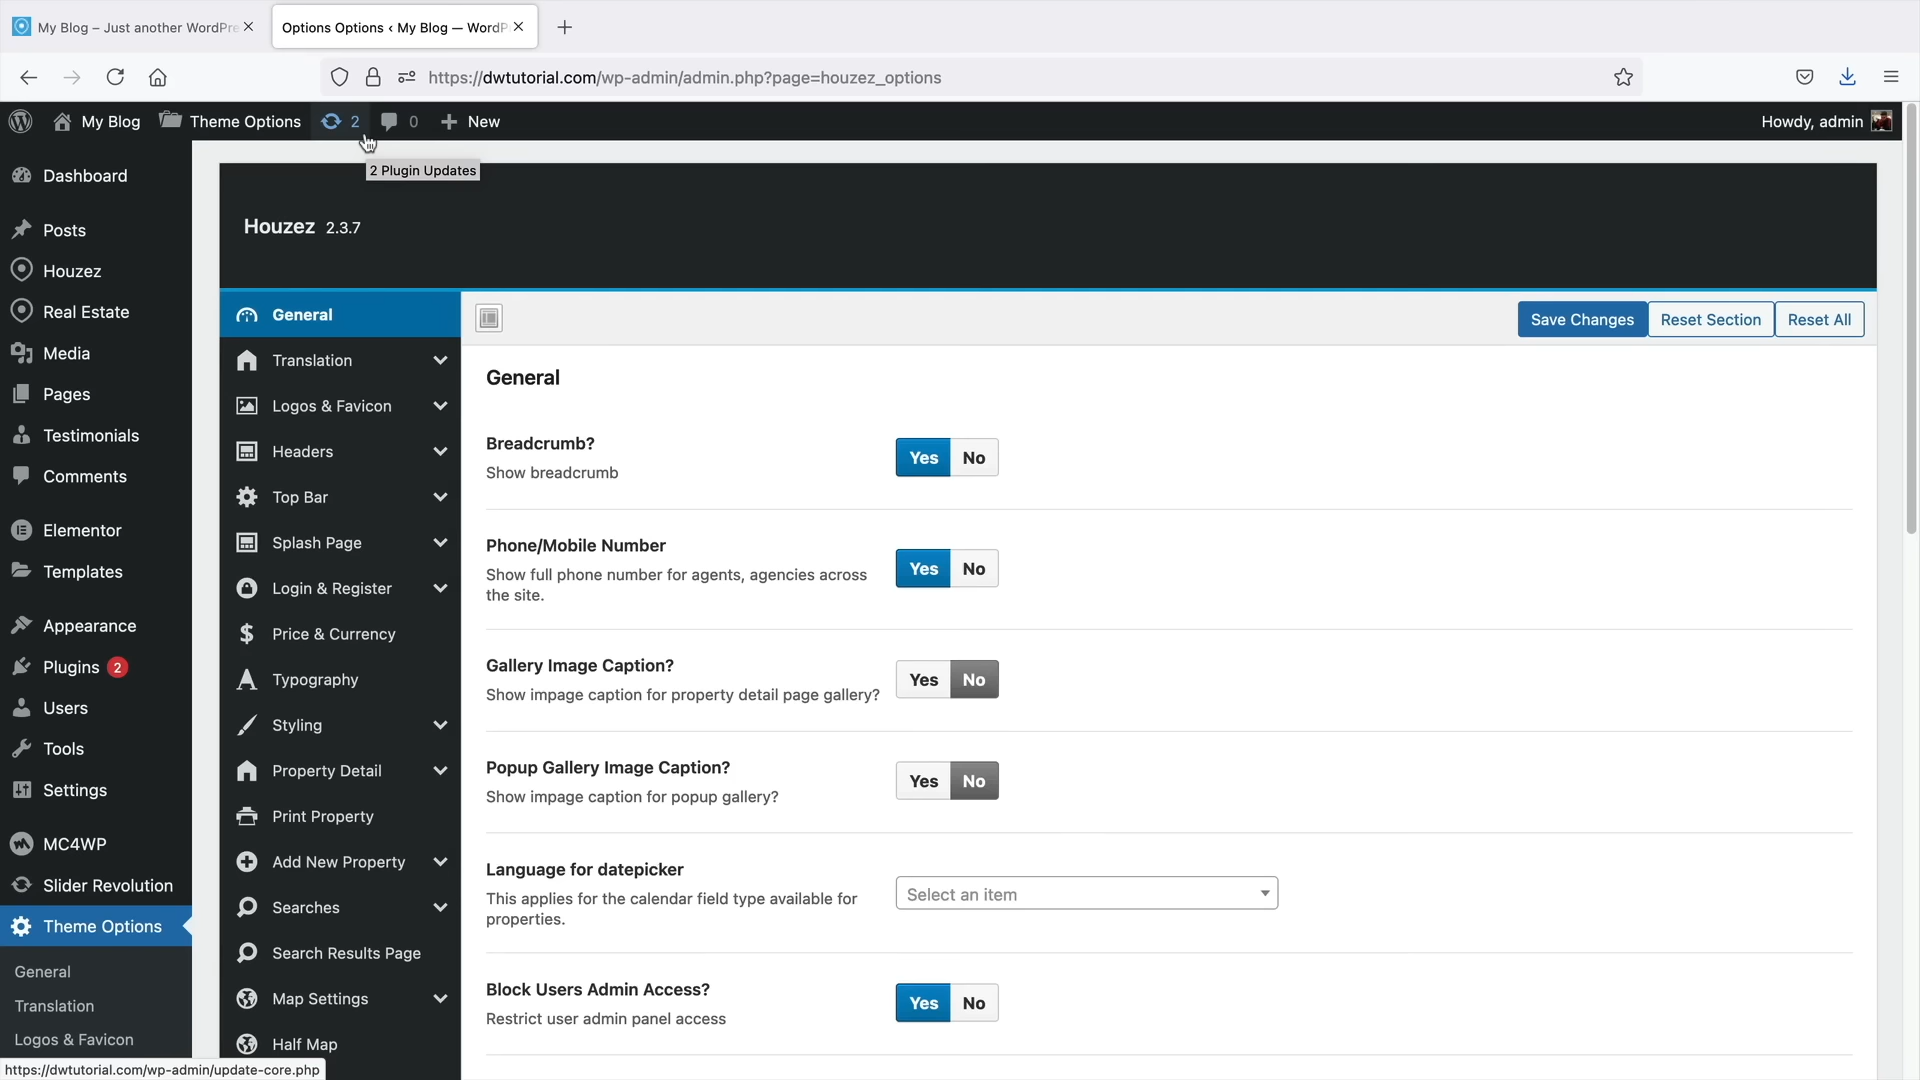 My Blog – Just another WordPre
Options Options ‹ My Blog — WordP
https://dwtutorial.com/wp-admin/admin.php?page=houzez_options
My Blog
Theme Options
2
0
New
Howdy, admin
2 Plugin Updates
Dashboard
Posts
Houzez
Real Estate
Media
Pages
Testimonials
Comments
Elementor
Templates
Appearance
Plugins 2
Users
Tools
Settings
MC4WP
Slider Revolution
Theme Options
General
Translation
Logos & Favicon
https://dwtutorial.com/wp-admin/update-core.php
Houzez 2.3.7
General
Translation
Logos & Favicon
Headers
Top Bar
Splash Page
Login & Register
Price & Currency
Typography
Styling
Property Detail
Print Property
Add New Property
Searches
Search Results Page
Map Settings
Half Map
Save Changes
Reset Section
Reset All
General
Breadcrumb?
Show breadcrumb
Yes No
Phone/Mobile Number
Show full phone number for agents, agencies across
the site.
Yes No
Gallery Image Caption?
Show impage caption for property detail page gallery?
Yes No
Popup Gallery Image Caption?
Show impage caption for popup gallery?
Yes No
Language for datepicker
This applies for the calendar field type available for
properties.
Select an item
Block Users Admin Access?
Restrict user admin panel access
Yes No